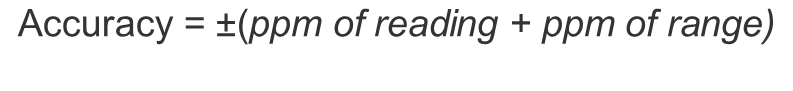 Accuracy = ±(ppm of reading + ppm of range)